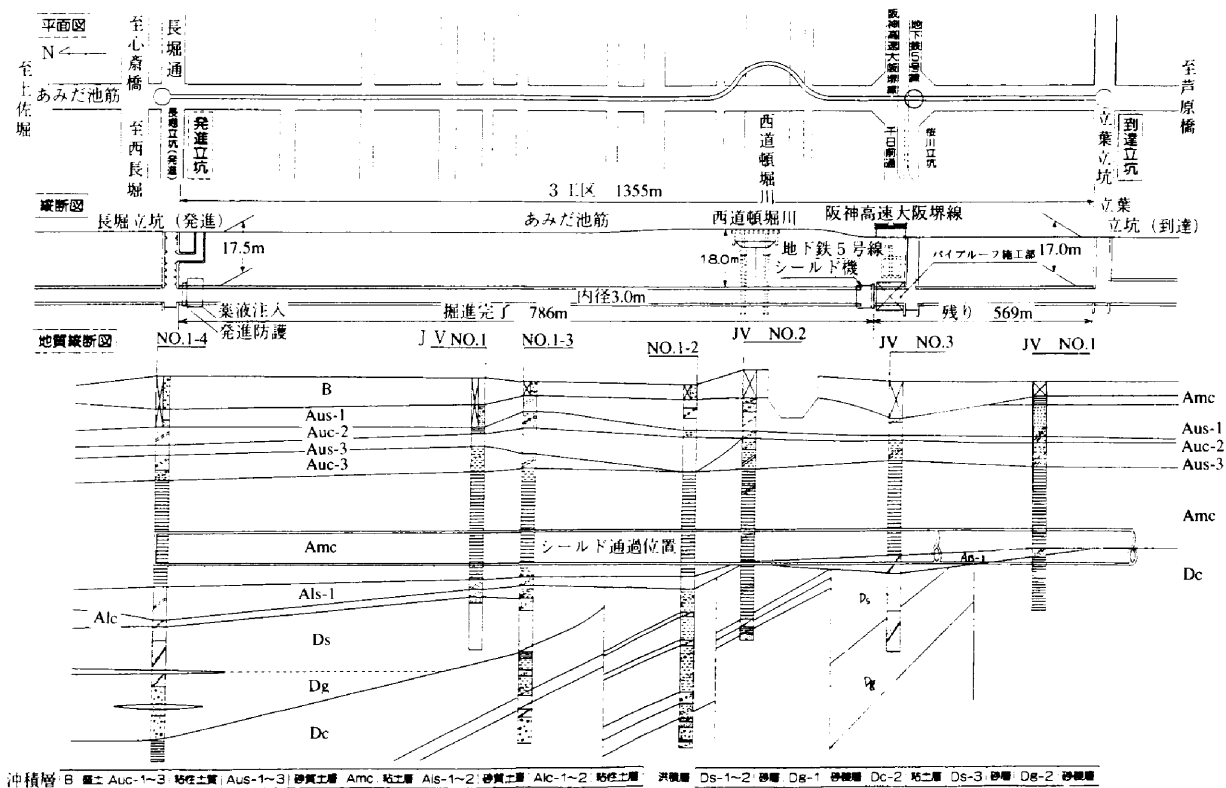 平面図
N
至土佐堀
至心斎橋
長堀通
あみだ池筋
至西長堀
長堀立坑(発進)
発進立坑
西道頓堀川
阪神高速大阪堺線
地下鉄5号線
千日前通
桜川立坑
立葉立坑
到達立坑
至芦原橋
3工区 1355m
縦断図
長堀立坑(発進)
あみだ池筋
西道頓堀川
阪神高速大阪堺線
立葉
立坑(到達)
17.5m
18.0m
地下鉄5号線
シールド機
パイプルーフ施工部
17.0m
内径3.0m
薬液注入
発進防護
掘進完了 786m
残り 569m
地質縦断図
NO.1-4
JV NO.1
NO.1-3
NO.1-2
JV NO.2
JV NO.3
JV NO.1
B
Amc
Aus-1
Aus-1
Auc-2
Auc-2
Aus-3
Aus-3
Auc-3
Amc
Amc
シールド通過位置
Dc
Als-1
Alc
Ds
Ds
Dg
Dg
Dc
沖積層 B 盛土 Auc-1~3 粘性土質 Aus-1~3 砂質土層 Amc 粘土層 Als-1~2 砂質土層 Alc-1~2 粘性土層 洪積層 Ds-1~2 砂層 Dg-1 砂礫層 Dc-2 粘土層 Ds-3 砂層 Dg-2 砂礫層